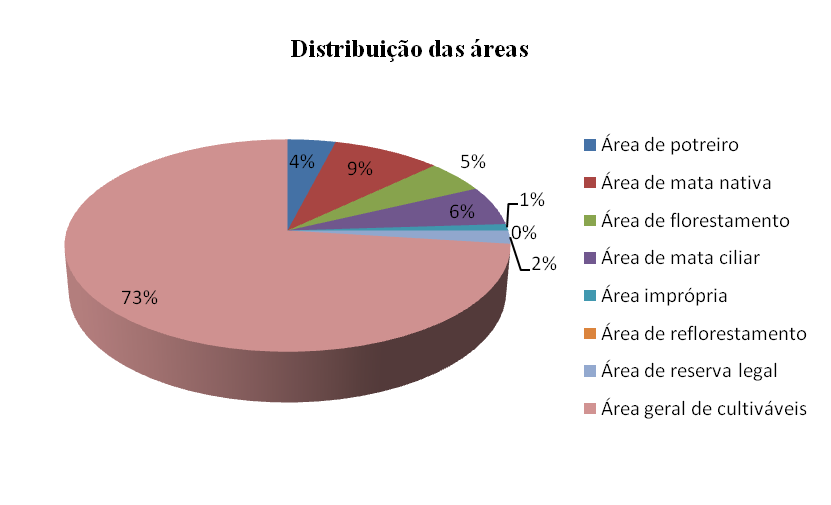 Distribuição das áreas
4%
9%
5%
6%
1%
0%
2%
73%
Área de potreiro
Área de mata nativa
Área de florestamento
Área de mata ciliar
Área imprópria
Área de reflorestamento
Área de reserva legal
Área geral de cultiváveis